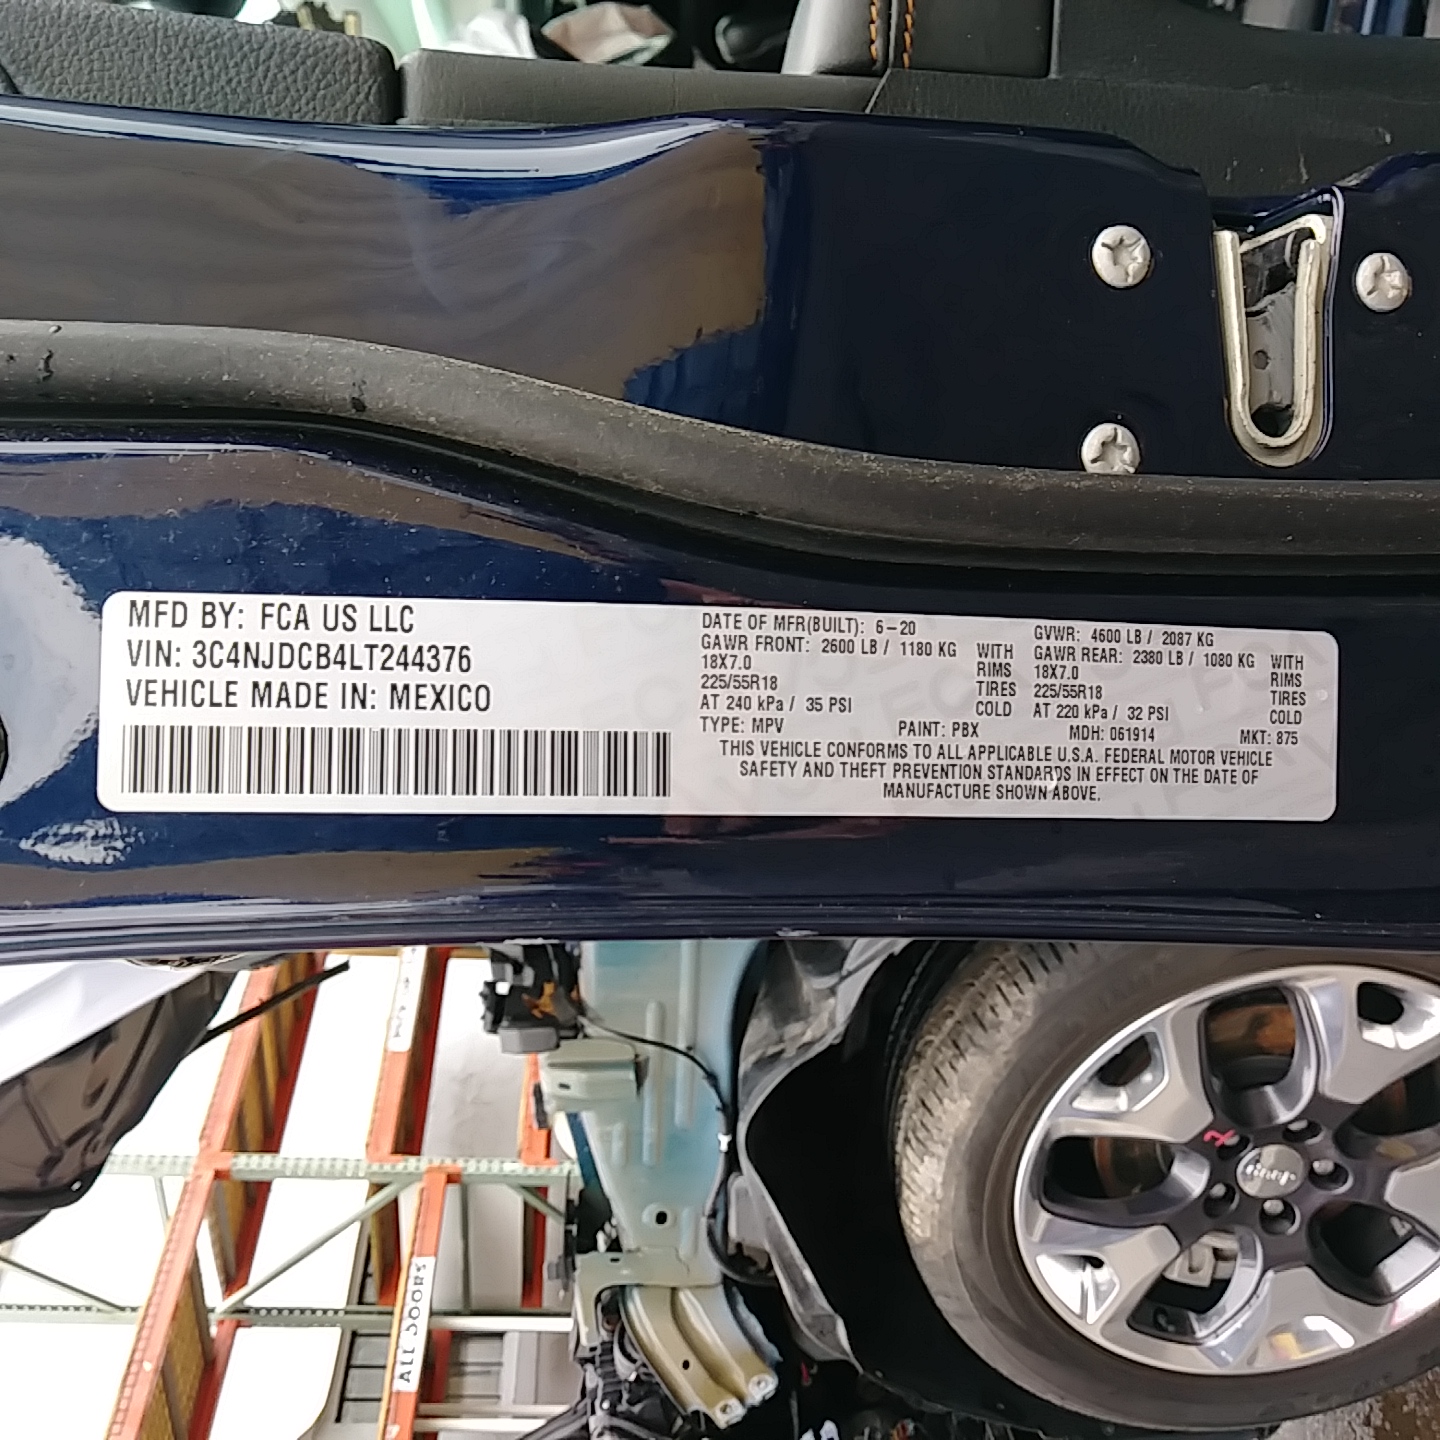 MFD BY: FCA US LLC
VIN: 3C4NJDCB4LT244376
VEHICLE MADE IN: MEXICO
DATE OF MFR(BUILT): 6-20
GAWR FRONT: 2600 LB / 1180 KG WITH
18X7.0 RIMS
225/55R18 TIRES
AT 240 kPa / 35 PSI COLD
GVWR: 4600 LB / 2087 KG
GAWR REAR: 2380 LB / 1080 KG WITH
18X7.0 RIMS
225/55R18 TIRES
AT 220 kPa / 32 PSI COLD
TYPE: MPV PAINT: PBX MDH: 061914 MKT: 875
THIS VEHICLE CONFORMS TO ALL APPLICABLE U.S.A. FEDERAL MOTOR VEHICLE
SAFETY AND THEFT PREVENTION STANDARDS IN EFFECT ON THE DATE OF
MANUFACTURE SHOWN ABOVE.
ALL DOORS
Jeep